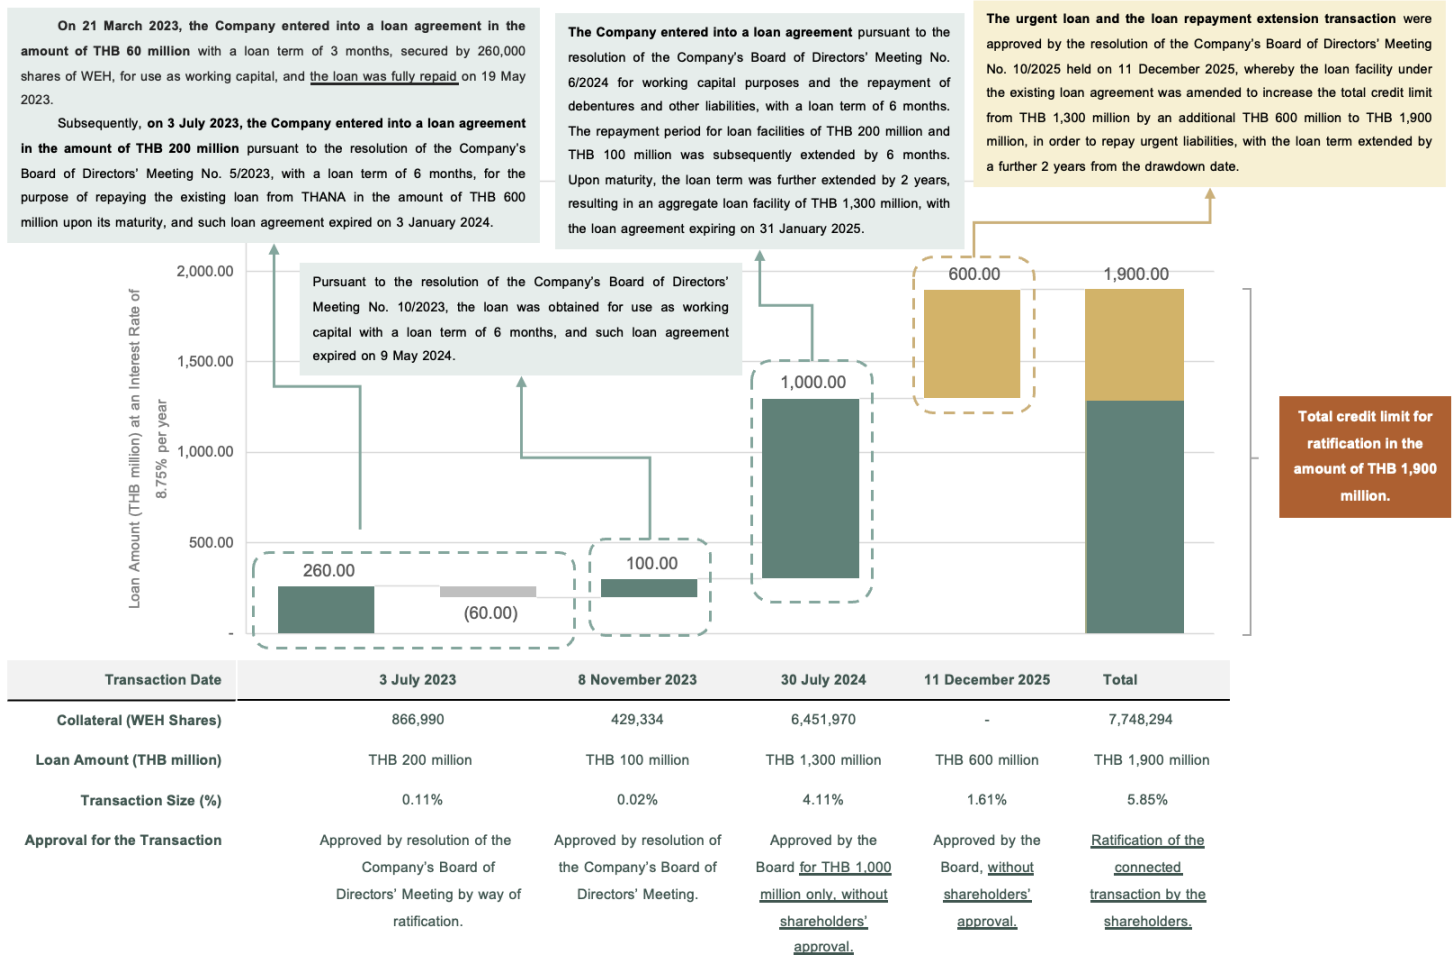 On 21 March 2023, the Company entered into a loan agreement in the
amount of THB 60 million with a loan term of 3 months, secured by 260,000
shares of WEH, for use as working capital, and the loan was fully repaid on 19 May
2023.
Subsequently, on 3 July 2023, the Company entered into a loan agreement
in the amount of THB 200 million pursuant to the resolution of the Company's
Board of Directors' Meeting No. 5/2023, with a loan term of 6 months, for the
purpose of repaying the existing loan from THANA in the amount of THB 600
million upon its maturity, and such loan agreement expired on 3 January 2024.
The Company entered into a loan agreement pursuant to the
resolution of the Company's Board of Directors' Meeting No.
6/2024 for working capital purposes and the repayment of
debentures and other liabilities, with a loan term of 6 months.
The repayment period for loan facilities of THB 200 million and
THB 100 million was subsequently extended by 6 months.
Upon maturity, the loan term was further extended by 2 years,
resulting in an aggregate loan facility of THB 1,300 million, with
the loan agreement expiring on 31 January 2025.
The urgent loan and the loan repayment extension transaction were
approved by the resolution of the Company's Board of Directors' Meeting
No. 10/2025 held on 11 December 2025, whereby the loan facility under
the existing loan agreement was amended to increase the total credit limit
from THB 1,300 million by an additional THB 600 million to THB 1,900
million, in order to repay urgent liabilities, with the loan term extended by
a further 2 years from the drawdown date.
Pursuant to the resolution of the Company's Board of Directors'
Meeting No. 10/2023, the loan was obtained for use as working
capital with a loan term of 6 months, and such loan agreement
expired on 9 May 2024.
Loan Amount (THB million) at an Interest Rate of
8.75% per year
2,000.00
1,500.00
1,000.00
500.00
-
260.00
(60.00)
100.00
1,000.00
600.00
1,900.00
Total credit limit for
ratification in the
amount of THB 1,900
million.
Transaction Date 3 July 2023 8 November 2023 30 July 2024 11 December 2025 Total
Collateral (WEH Shares) 866,990 429,334 6,451,970 - 7,748,294
Loan Amount (THB million) THB 200 million THB 100 million THB 1,300 million THB 600 million THB 1,900 million
Transaction Size (%) 0.11% 0.02% 4.11% 1.61% 5.85%
Approval for the Transaction Approved by resolution of the Approved by resolution of Approved by the Approved by the Ratification of the
Company's Board of the Company's Board of Board for THB 1,000 Board, without connected
Directors' Meeting by way of Directors' Meeting. million only, without shareholders' transaction by the
ratification. shareholders' approval. shareholders.
approval.